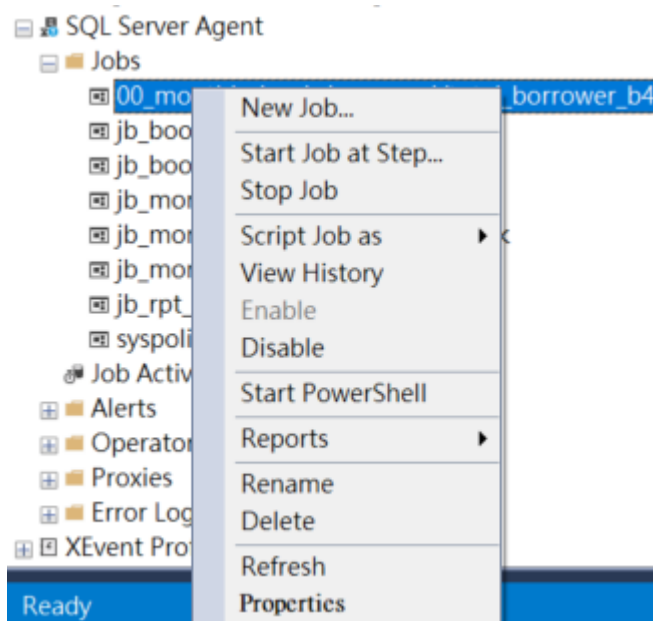 SQL Server Agent
Jobs
00_mo borrower_b4
jb_boo
jb_boo
jb_mor
jb_mor
jb_mor
jb_rpt_
syspoli
Job Activ
Alerts
Operator
Proxies
Error Log
XEvent Pro
Ready
New Job...
Start Job at Step...
Stop Job
Script Job as
View History
Enable
Disable
Start PowerShell
Reports
Rename
Delete
Refresh
Properties